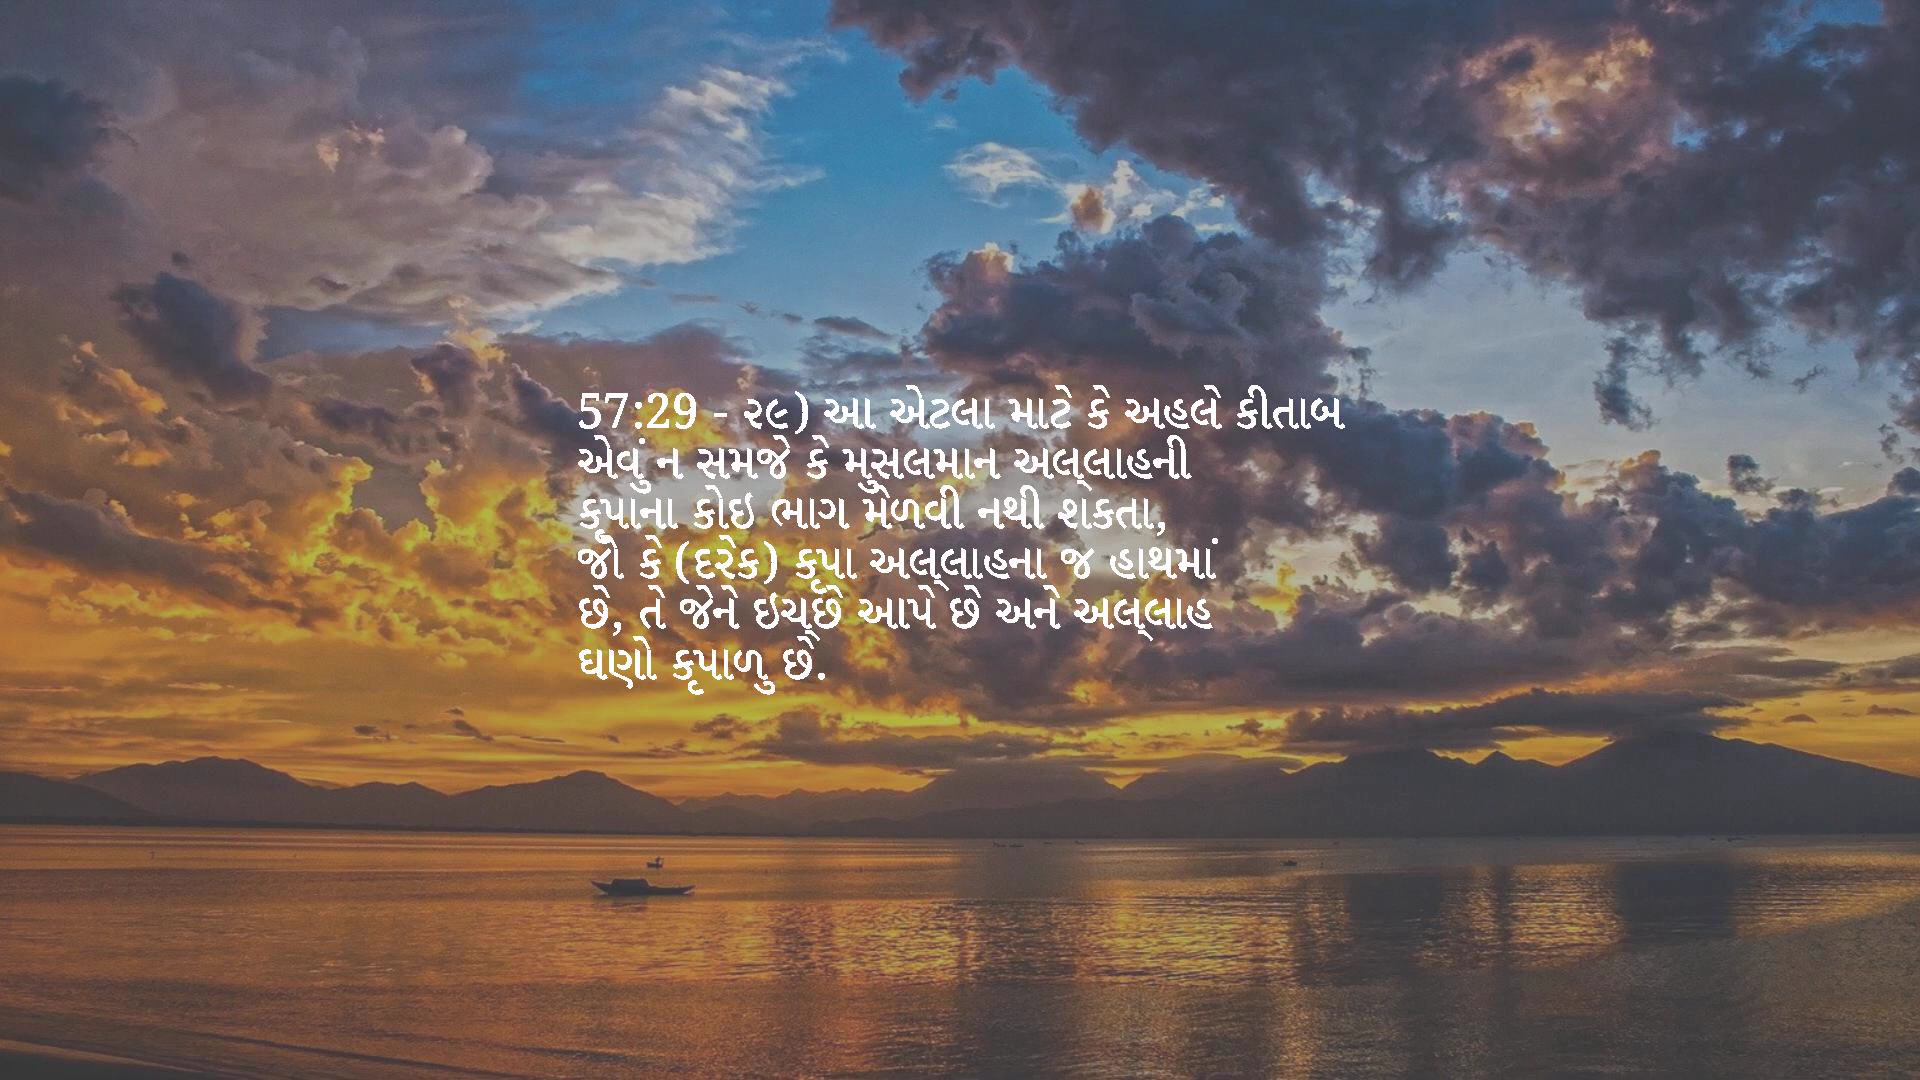 57:29 - ૨૯) આ એટલા માટે કે અહલે કીતાબ
એવું ન સમજે કે મુસલમાન અલ્લાહની
કૃપાના કોઇ ભાગ મેળવી નથી શકતા,
જો કે (દરેક) કૃપા અલ્લાહના જ હાથમાં
છે, તે જેને ઇચ્છે આપે છે અને અલ્લાહ
ઘણો કૃપાળુ છે.